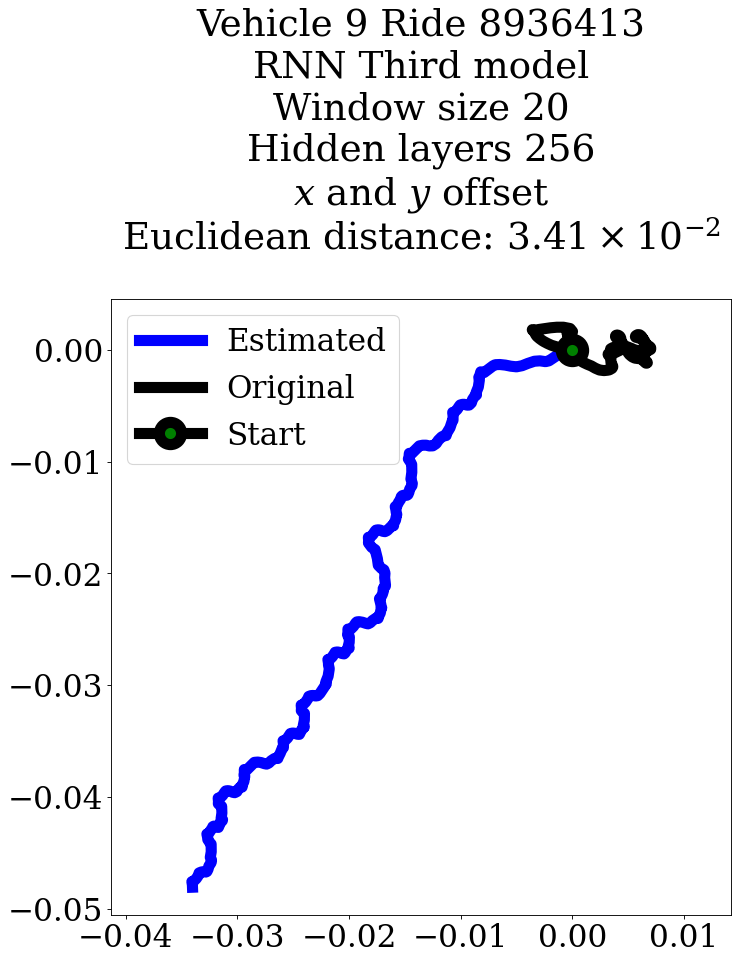 Vehicle 9 Ride 8936413
RNN Third model
Window size 20
Hidden layers 256
x and y offset
Euclidean distance: 3.41 × 10⁻²
Estimated
Original
Start
0.00
−0.01
−0.02
−0.03
−0.04
−0.05
−0.04 −0.03 −0.02 −0.01 0.00 0.01